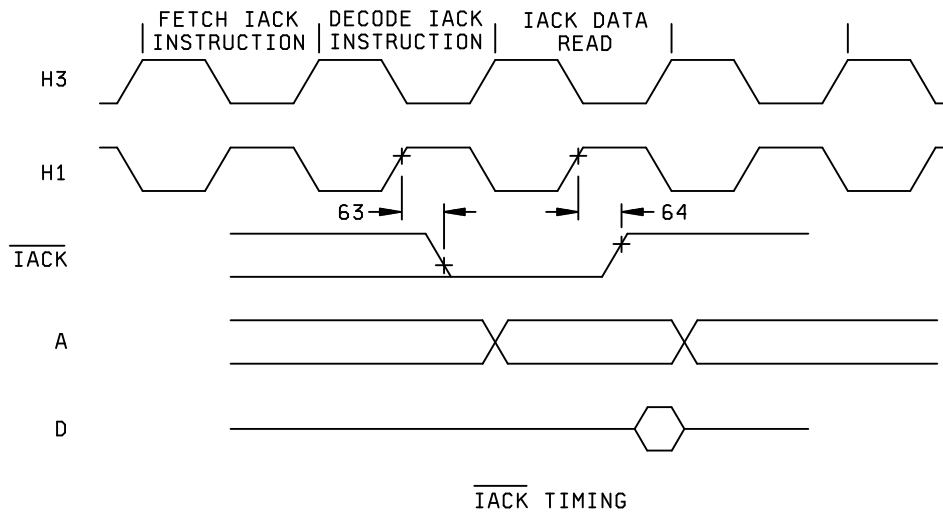 FETCH IACK INSTRUCTION
DECODE IACK INSTRUCTION
IACK DATA READ
H3
H1
63
64
IACK
A
D
IACK TIMING